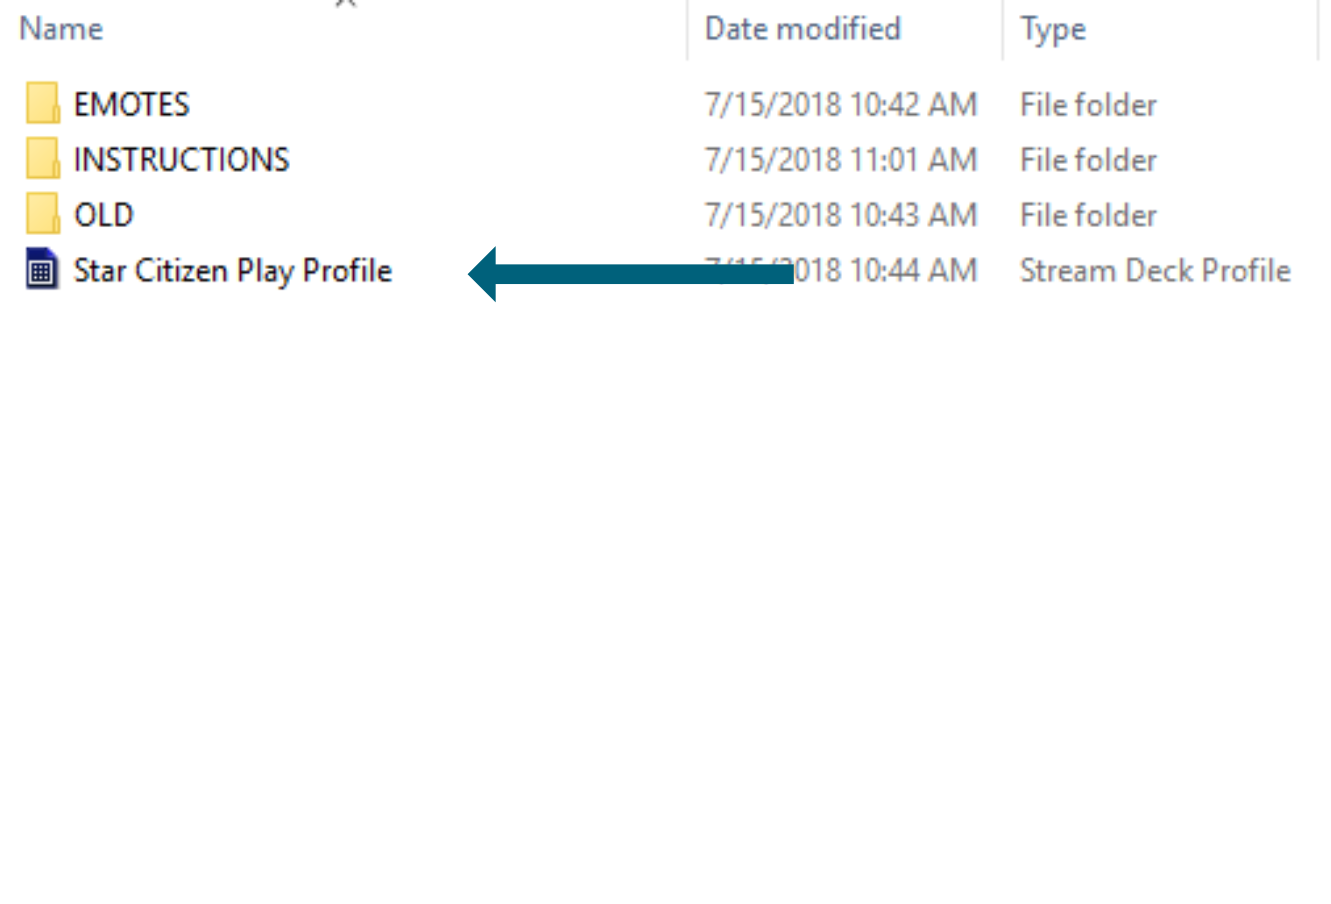 Name Date modified Type
EMOTES 7/15/2018 10:42 AM File folder
INSTRUCTIONS 7/15/2018 11:01 AM File folder
OLD 7/15/2018 10:43 AM File folder
Star Citizen Play Profile 10:44 AM Stream Deck Profile